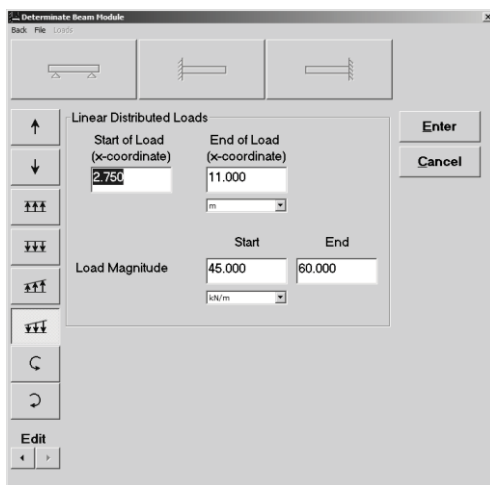 Determinate Beam Module
Back File Loads
Linear Distributed Loads
Start of Load
(x-coordinate)
End of Load
(x-coordinate)
2.750
11.000
m
Start
End
Load Magnitude
45.000
60.000
kN/m
Enter
Cancel
Edit